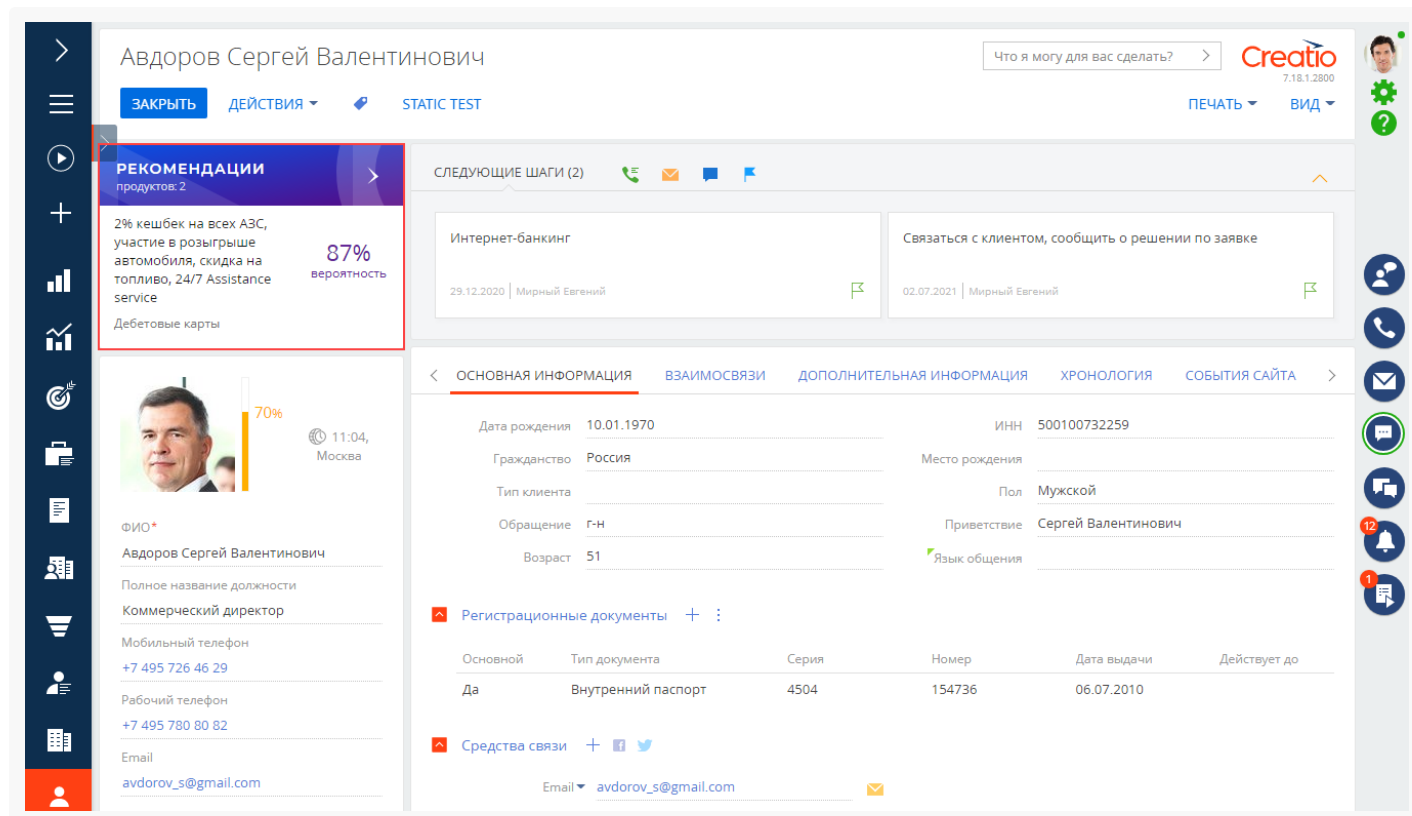 Авдоров Сергей Валентинович
Что я могу для вас сделать?
Creatio
7.18.1.2800
ЗАКРЫТЬ
ДЕЙСТВИЯ
STATIC TEST
ПЕЧАТЬ
ВИД
РЕКОМЕНДАЦИИ
продуктов: 2
2% кешбек на всех АЗС,
участие в розыгрыше
автомобиля, скидка на
топливо, 24/7 Assistance
service
87%
вероятность
Дебетовые карты
СЛЕДУЮЩИЕ ШАГИ (2)
Интернет-банкинг
29.12.2020 | Мирный Евгений
Связаться с клиентом, сообщить о решении по заявке
02.07.2021 | Мирный Евгений
70%
11:04,
Москва
ФИО*
Авдоров Сергей Валентинович
Полное название должности
Коммерческий директор
Мобильный телефон
+7 495 726 46 29
Рабочий телефон
+7 495 780 80 82
Email
avdorov_s@gmail.com
ОСНОВНАЯ ИНФОРМАЦИЯ
ВЗАИМОСВЯЗИ
ДОПОЛНИТЕЛЬНАЯ ИНФОРМАЦИЯ
ХРОНОЛОГИЯ
СОБЫТИЯ САЙТА
Дата рождения 10.01.1970
ИНН 500100732259
Гражданство Россия
Место рождения
Тип клиента
Пол Мужской
Обращение г-н
Приветствие Сергей Валентинович
Возраст 51
Язык общения
Регистрационные документы
Основной Тип документа Серия Номер Дата выдачи Действует до
Да Внутренний паспорт 4504 154736 06.07.2010
Средства связи
Email avdorov_s@gmail.com
12
1